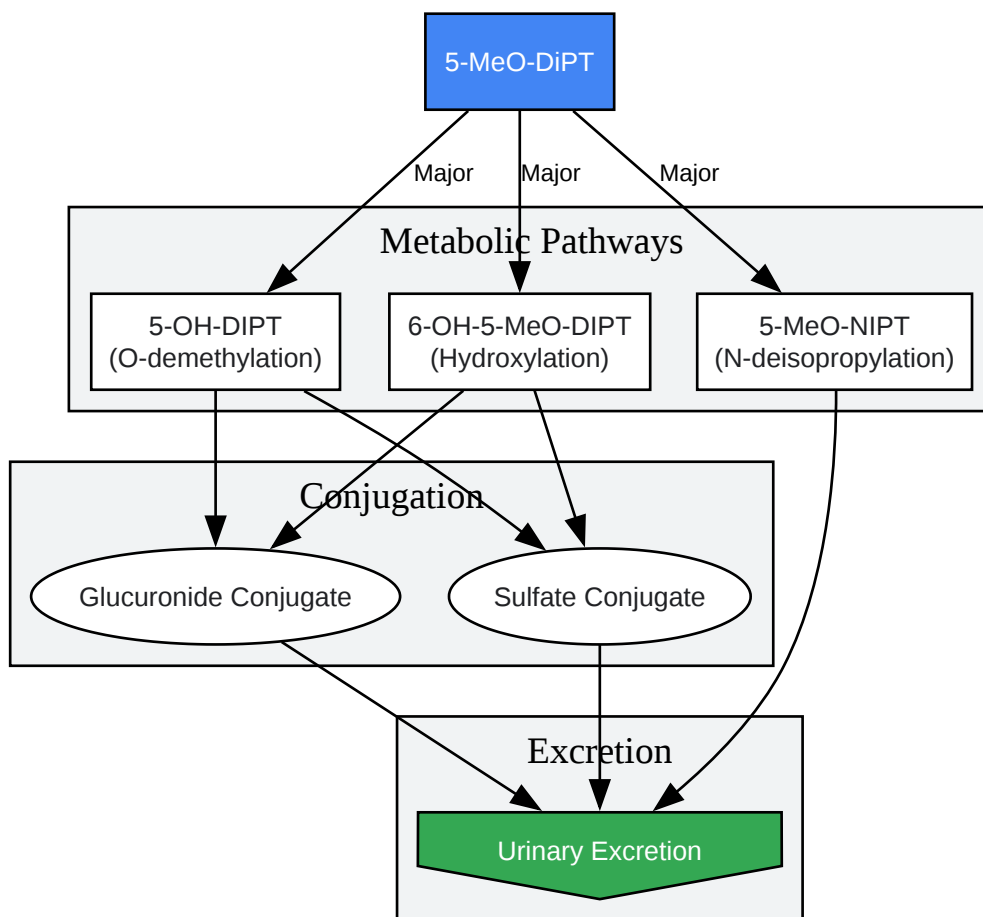 5-MeO-DiPT
Major
Major
Major
Metabolic Pathways
5-OH-DIPT
(O-demethylation)
6-OH-5-MeO-DIPT
(Hydroxylation)
5-MeO-NIPT
(N-deisopropylation)
Conjugation
Glucuronide Conjugate
Sulfate Conjugate
Excretion
Urinary Excretion